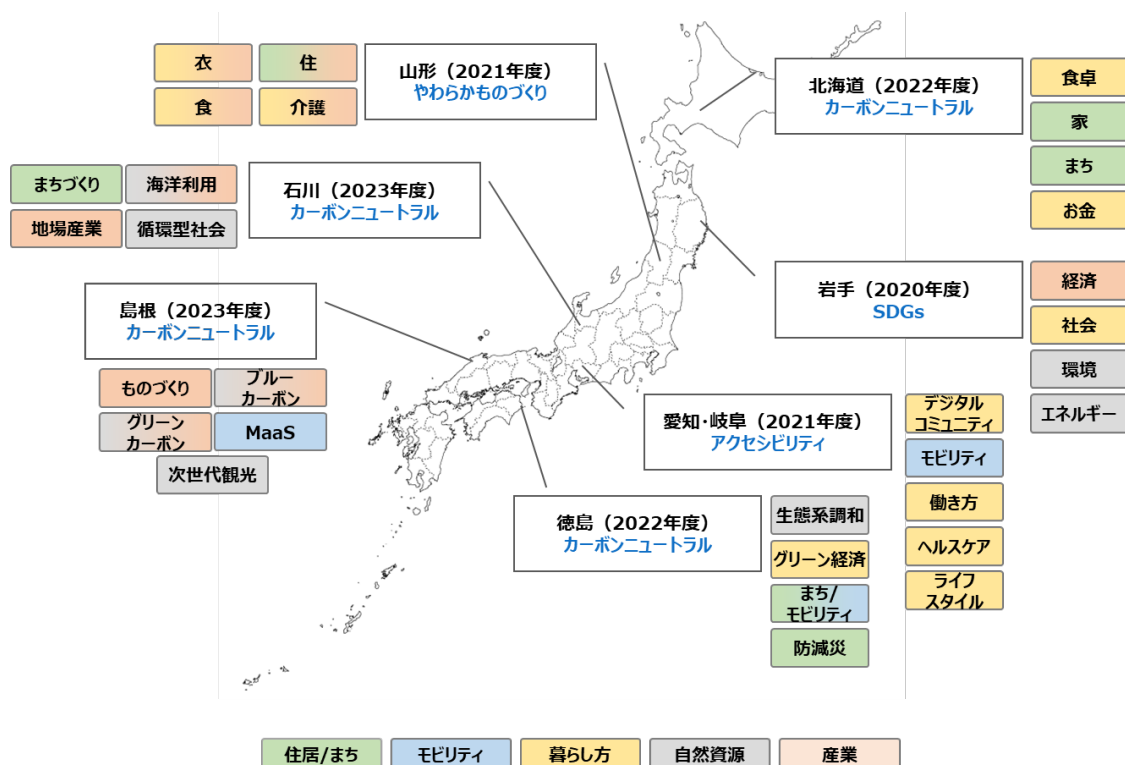 衣
住
食
介護
山形（2021年度）
やわらかものづくり
北海道（2022年度）
カーボンニュートラル
食卓
家
まち
お金
まちづくり
海洋利用
地場産業
循環型社会
石川（2023年度）
カーボンニュートラル
岩手（2020年度）
SDGs
経済
社会
環境
エネルギー
島根（2023年度）
カーボンニュートラル
ものづくり
ブルー
カーボン
グリーン
カーボン
MaaS
次世代観光
愛知・岐阜（2021年度）
アクセシビリティ
デジタル
コミュニティ
モビリティ
働き方
ヘルスケア
ライフ
スタイル
徳島（2022年度）
カーボンニュートラル
生態系調和
グリーン経済
まち/
モビリティ
防減災
住居/まち
モビリティ
暮らし方
自然資源
産業